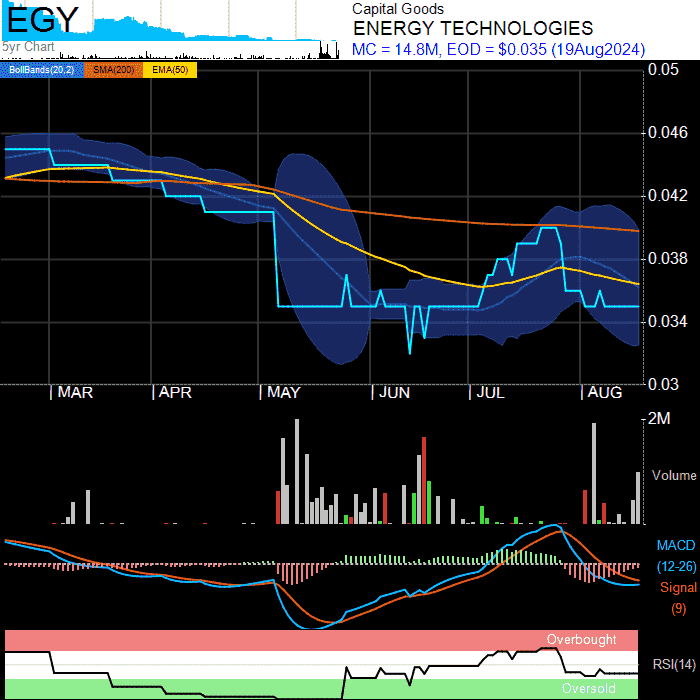 EGY
5yr Chart
Capital Goods
ENERGY TECHNOLOGIES
MC = 14.8M, EOD = $0.035 (19Aug2024)
BollBands(20,2) SMA(200) EMA(50)
0.05
0.046
0.042
0.038
0.034
0.03
MAR APR MAY JUN JUL AUG
2M
Volume
MACD
(12-26)
Signal
(9)
Overbought
RSI(14)
Oversold